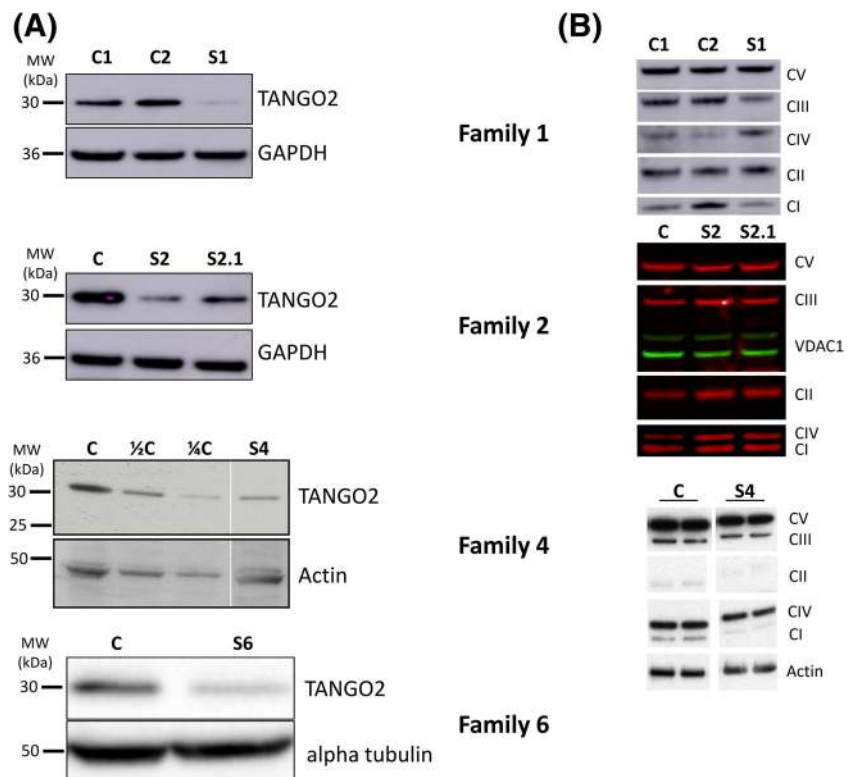 (A)
MW
(kDa)
C1 C2 S1
30
TANGO2
36
GAPDH
MW
(kDa)
C S2 S2.1
30
TANGO2
36
GAPDH
MW
(kDa)
C ½C ¼C S4
30
TANGO2
25
50
Actin
MW
(kDa)
C S6
30
TANGO2
50
alpha tubulin
Family 1
Family 2
Family 4
Family 6
(B)
C1 C2 S1
CV
CIII
CIV
CII
CI
C S2 S2.1
CV
CIII
VDAC1
CII
CIV
CI
C S4
CV
CIII
CII
CIV
CI
Actin